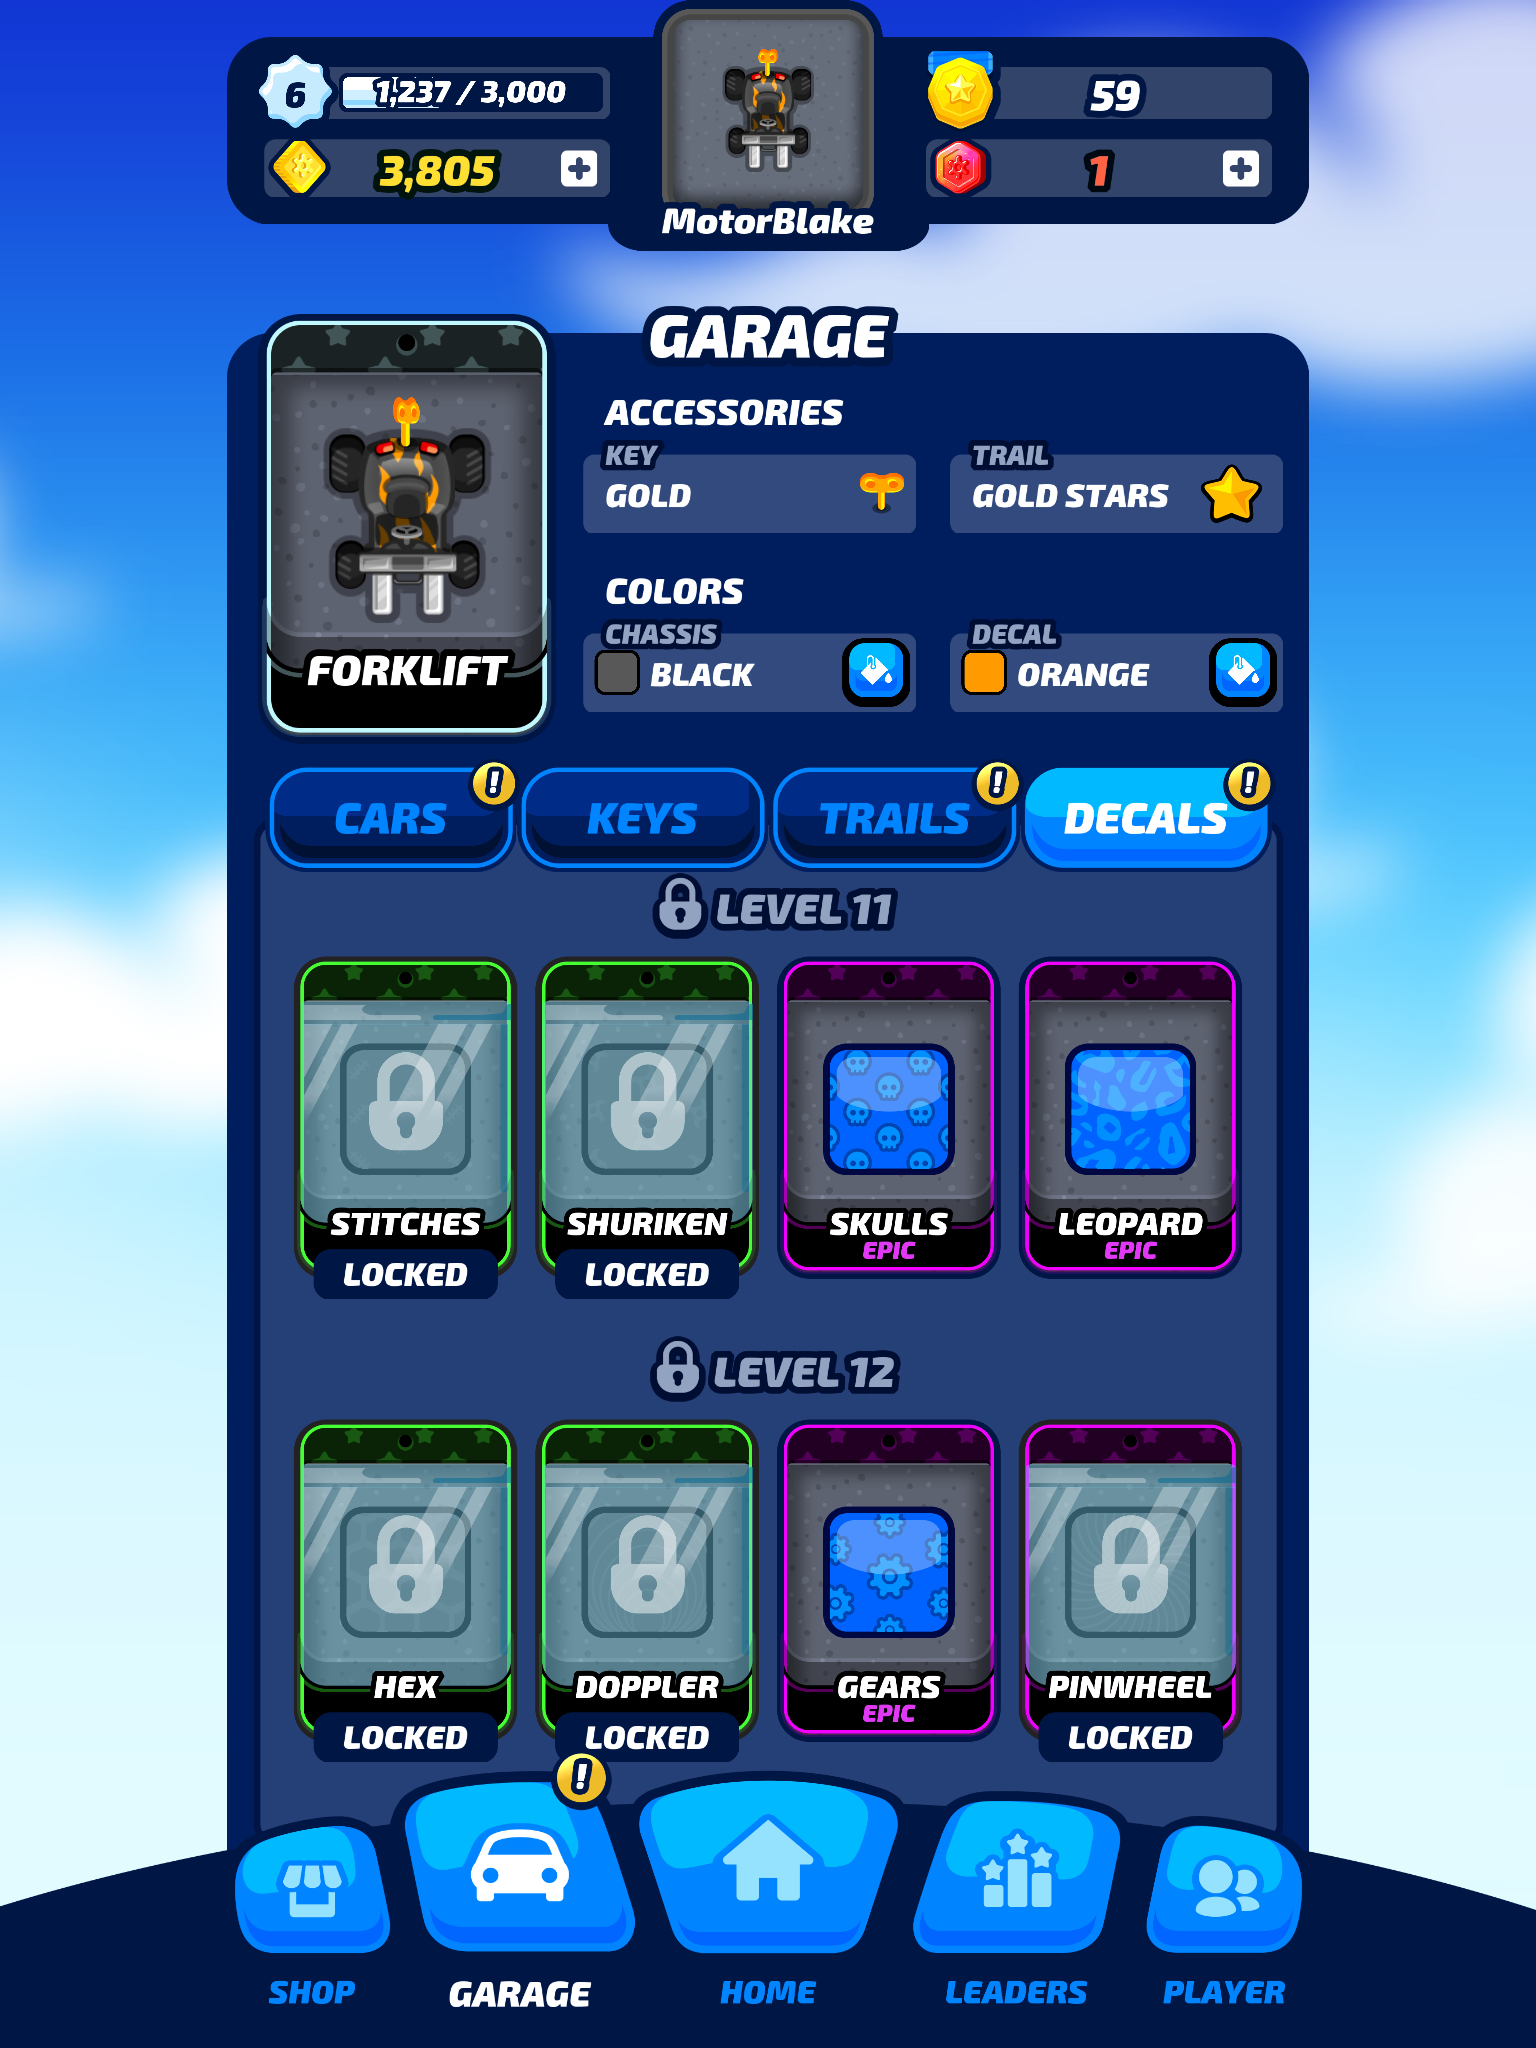 6
1,237 / 3,000
59
3,805
1
MotorBlake
GARAGE
ACCESSORIES
KEY
GOLD
TRAIL
GOLD STARS
COLORS
CHASSIS
BLACK
DECAL
ORANGE
FORKLIFT
CARS
!
KEYS
TRAILS
!
DECALS
!
LEVEL 11
STITCHES
LOCKED
SHURIKEN
LOCKED
SKULLS
EPIC
LEOPARD
EPIC
LEVEL 12
HEX
LOCKED
DOPPLER
LOCKED
GEARS
EPIC
PINWHEEL
LOCKED
!
SHOP
GARAGE
HOME
LEADERS
PLAYER